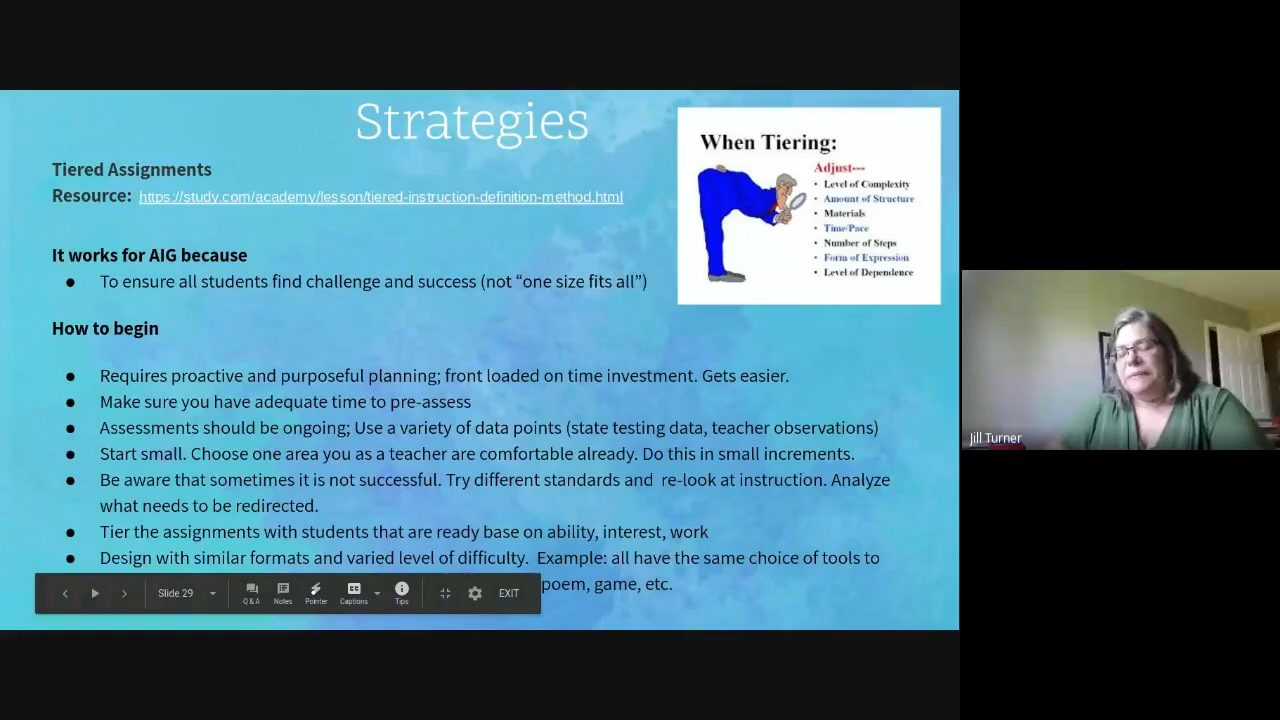 Strategies
Tiered Assignments
Resource: https://study.com/academy/lesson/tiered-instruction-definition-method.html
It works for AIG because
● To ensure all students find challenge and success (not “one size fits all”)
How to begin
● Requires proactive and purposeful planning; front loaded on time investment. Gets easier.
● Make sure you have adequate time to pre-assess
● Assessments should be ongoing; Use a variety of data points (state testing data, teacher observations)
● Start small. Choose one area you as a teacher are comfortable already. Do this in small increments.
● Be aware that sometimes it is not successful. Try different standards and re-look at instruction. Analyze
what needs to be redirected.
● Tier the assignments with students that are ready base on ability, interest, work
● Design with similar formats and varied level of difficulty. Example: all have the same choice of tools to
poem, game, etc.
When Tiering:
Adjust---
• Level of Complexity
• Amount of Structure
• Materials
• Time/Pace
• Number of Steps
• Form of Expression
• Level of Dependence
Slide 29
Q & A
Notes
Pointer
Captions
Tips
EXIT
Jill Turner